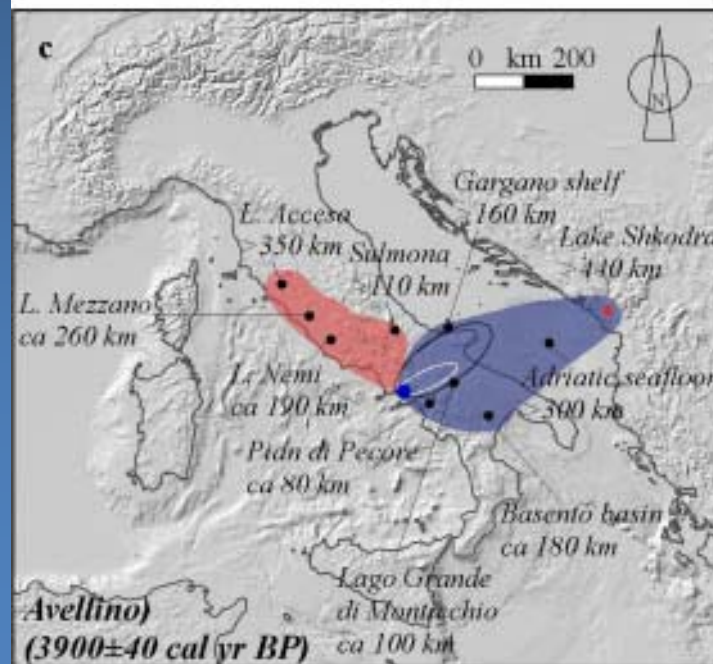 c
0 km 200
N
Gargano shelf
160 km
L. Accesa
350 km
Sulmona
110 km
Lake Shkodra
440 km
L. Mezzano
ca 260 km
L. Nemi
ca 190 km
Adriatic seafloor
300 km
Pian di Pecore
ca 80 km
Basento basin
ca 180 km
Lago Grande
di Monticchio
ca 100 km
Avellino)
(3900±40 cal yr BP)